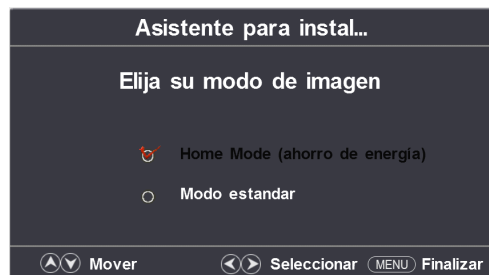 Asistente para instal...
Elija su modo de imagen
Home Mode (ahorro de energía)
Modo estandar
Mover Seleccionar MENU Finalizar